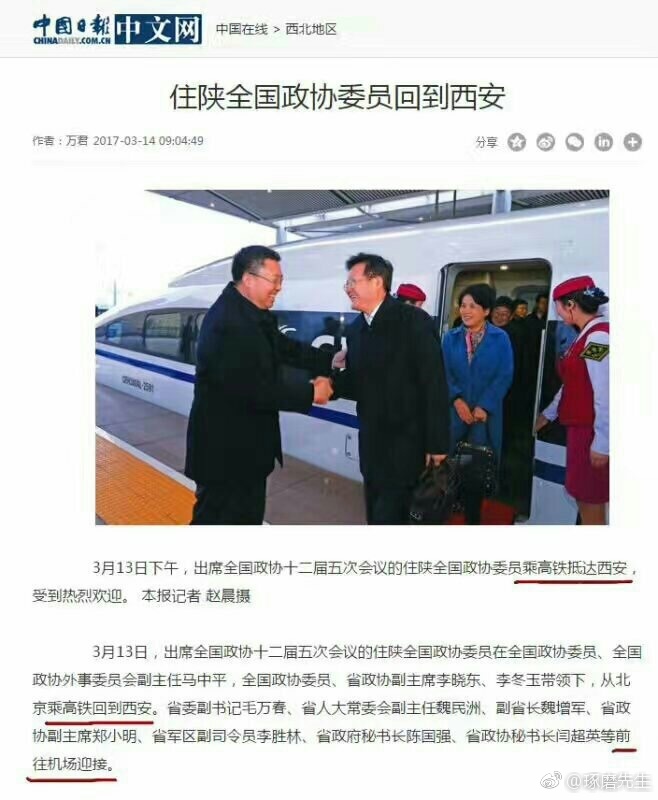 中国日报 中文网
CHINADAILY.COM.CN
中国在线 > 西北地区
住陕全国政协委员回到西安
作者：万君 2017-03-14 09:04:49
分享
CRH380AL-2591
3月13日下午，出席全国政协十二届五次会议的住陕全国政协委员乘高铁抵达西安，
受到热烈欢迎。 本报记者 赵晨摄
3月13日，出席全国政协十二届五次会议的住陕全国政协委员在全国政协委员、全国
政协外事委员会副主任马中平，全国政协委员、省政协副主席李晓东、李冬玉带领下，从北
京乘高铁回到西安。省委副书记毛万春、省人大常委会副主任魏民洲、副省长魏增军、省政
协副主席郑小明、省军区副司令员李胜林、省政府秘书长陈国强、省政协秘书长闫超英等前
往机场迎接。
@琢磨先生